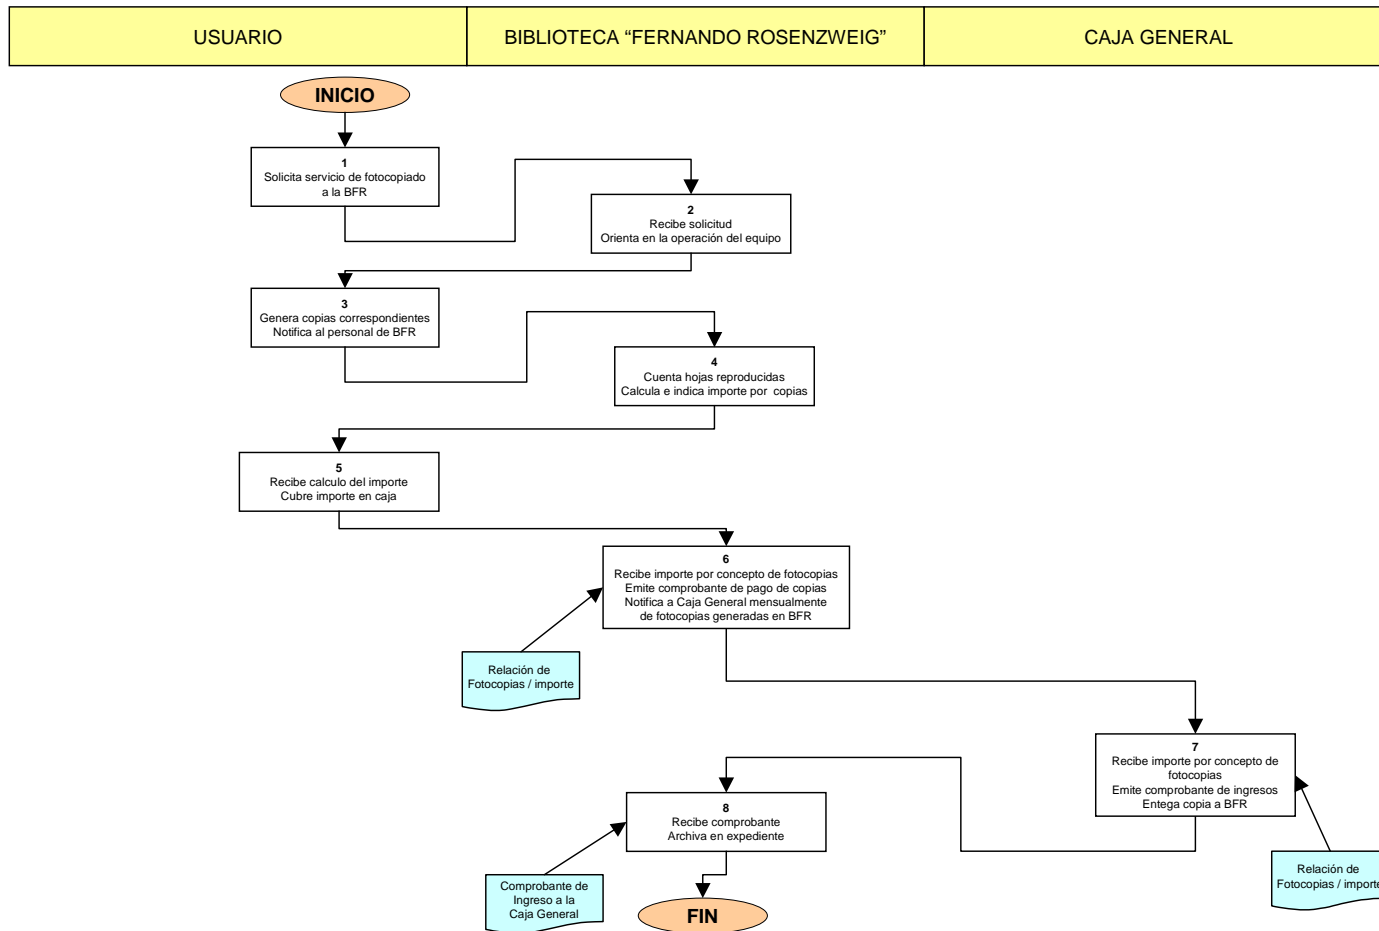 USUARIO
BIBLIOTECA “FERNANDO ROSENZWEIG”
CAJA GENERAL
INICIO
1
Solicita servicio de fotocopiado
a la BFR
2
Recibe solicitud
Orienta en la operación del equipo
3
Genera copias correspondientes
Notifica al personal de BFR
4
Cuenta hojas reproducidas
Calcula e indica importe por copias
5
Recibe calculo del importe
Cubre importe en caja
6
Recibe importe por concepto de fotocopias
Emite comprobante de pago de copias
Notifica a Caja General mensualmente
de fotocopias generadas en BFR
Relación de
Fotocopias / importe
7
Recibe importe por concepto de
fotocopias
Emite comprobante de ingresos
Entega copia a BFR
8
Recibe comprobante
Archiva en expediente
Relación de
Fotocopias / importe
Comprobante de
Ingreso a la
Caja General
FIN